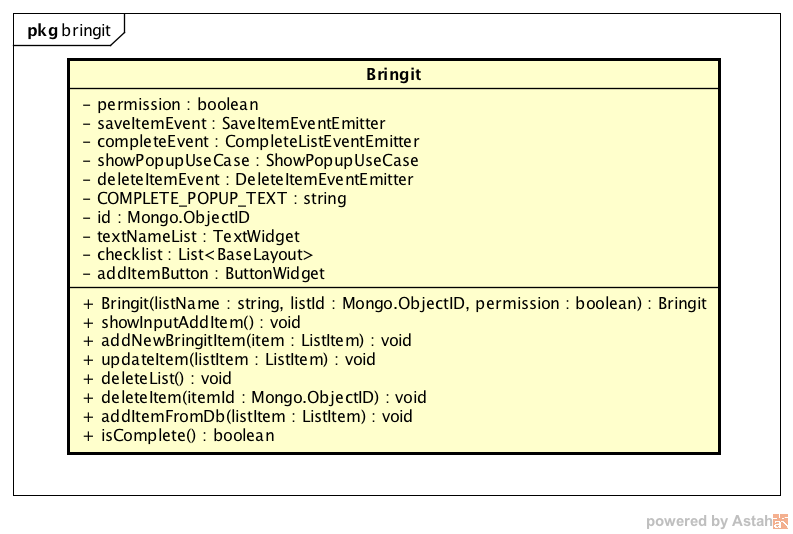 pkg bringit
Bringit
- permission : boolean
- saveItemEvent : SaveItemEventEmitter
- completeEvent : CompleteListEventEmitter
- showPopupUseCase : ShowPopupUseCase
- deleteItemEvent : DeleteItemEventEmitter
- COMPLETE_POPUP_TEXT : string
- id : Mongo.ObjectID
- textNameList : TextWidget
- checklist : List<BaseLayout>
- addItemButton : ButtonWidget
+ Bringit(listName : string, listId : Mongo.ObjectID, permission : boolean) : Bringit
+ showInputAddItem() : void
+ addNewBringitItem(item : ListItem) : void
+ updateItem(listItem : ListItem) : void
+ deleteList() : void
+ deleteItem(itemId : Mongo.ObjectID) : void
+ addItemFromDb(listItem : ListItem) : void
+ isComplete() : boolean
powered by Astah